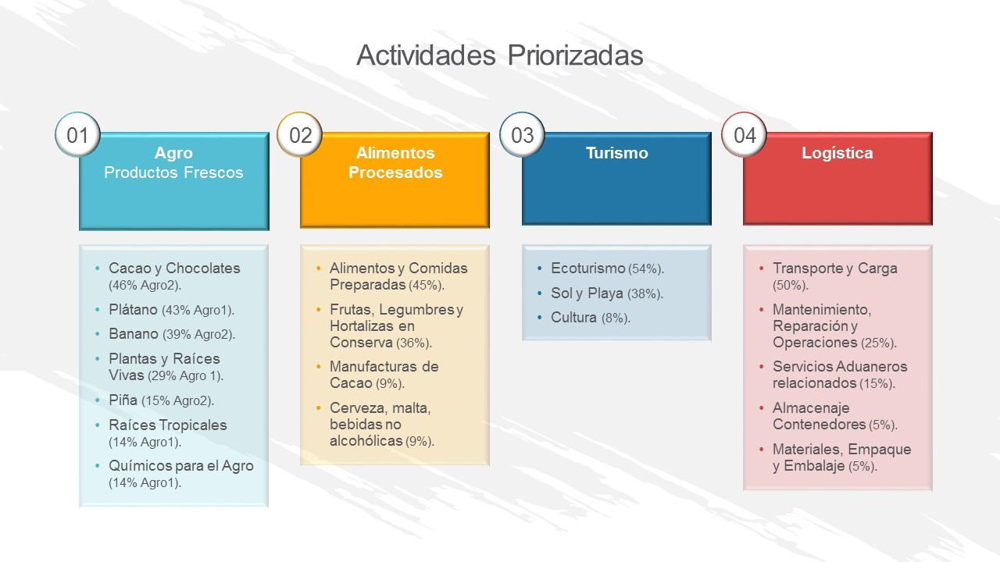 Actividades Priorizadas
01
Agro
Productos Frescos
• Cacao y Chocolates
(46% Agro2).
• Plátano (43% Agro1).
• Banano (39% Agro2).
• Plantas y Raíces
Vivas (29% Agro 1).
• Piña (15% Agro2).
• Raíces Tropicales
(14% Agro1).
• Químicos para el Agro
(14% Agro1).
02
Alimentos
Procesados
• Alimentos y Comidas
Preparadas (45%).
• Frutas, Legumbres y
Hortalizas en
Conserva (36%).
• Manufacturas de
Cacao (9%).
• Cerveza, malta,
bebidas no
alcohólicas (9%).
03
Turismo
• Ecoturismo (54%).
• Sol y Playa (38%).
• Cultura (8%).
04
Logística
• Transporte y Carga
(50%).
• Mantenimiento,
Reparación y
Operaciones (25%).
• Servicios Aduaneros
relacionados (15%).
• Almacenaje
Contenedores (5%).
• Materiales, Empaque
y Embalaje (5%).